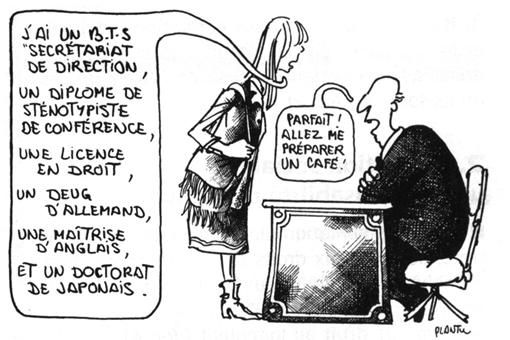 J'AI UN B.T.S
"SECRÉTARIAT
DE DIRECTION,
UN DIPLOME DE
STÉNOTYPISTE
DE CONFÉRENCE,
UNE LICENCE
EN DROIT,
UN DEUG
D'ALLEMAND,
UNE MAÎTRISE
D'ANGLAIS,
ET UN DOCTORAT
DE JAPONAIS.
PARFAIT!
ALLEZ ME
PRÉPARER
UN CAFÉ!
PLANTU